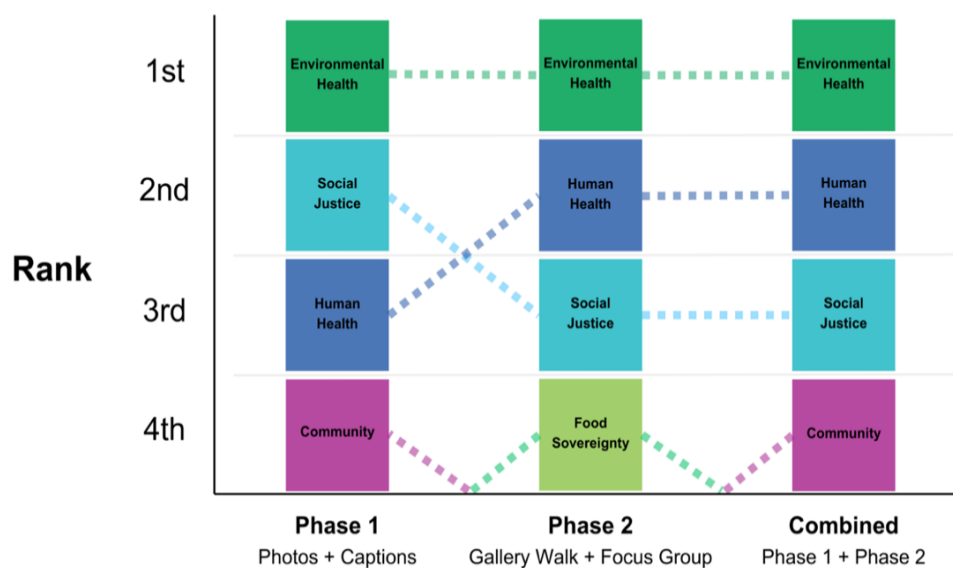 1st
Environmental
Health
Environmental
Health
Environmental
Health
2nd
Social
Justice
Human
Health
Human
Health
Rank
3rd
Human
Health
Social
Justice
Social
Justice
4th
Community
Food
Sovereignty
Community
Phase 1
Phase 2
Combined
Photos + Captions
Gallery Walk + Focus Group
Phase 1 + Phase 2